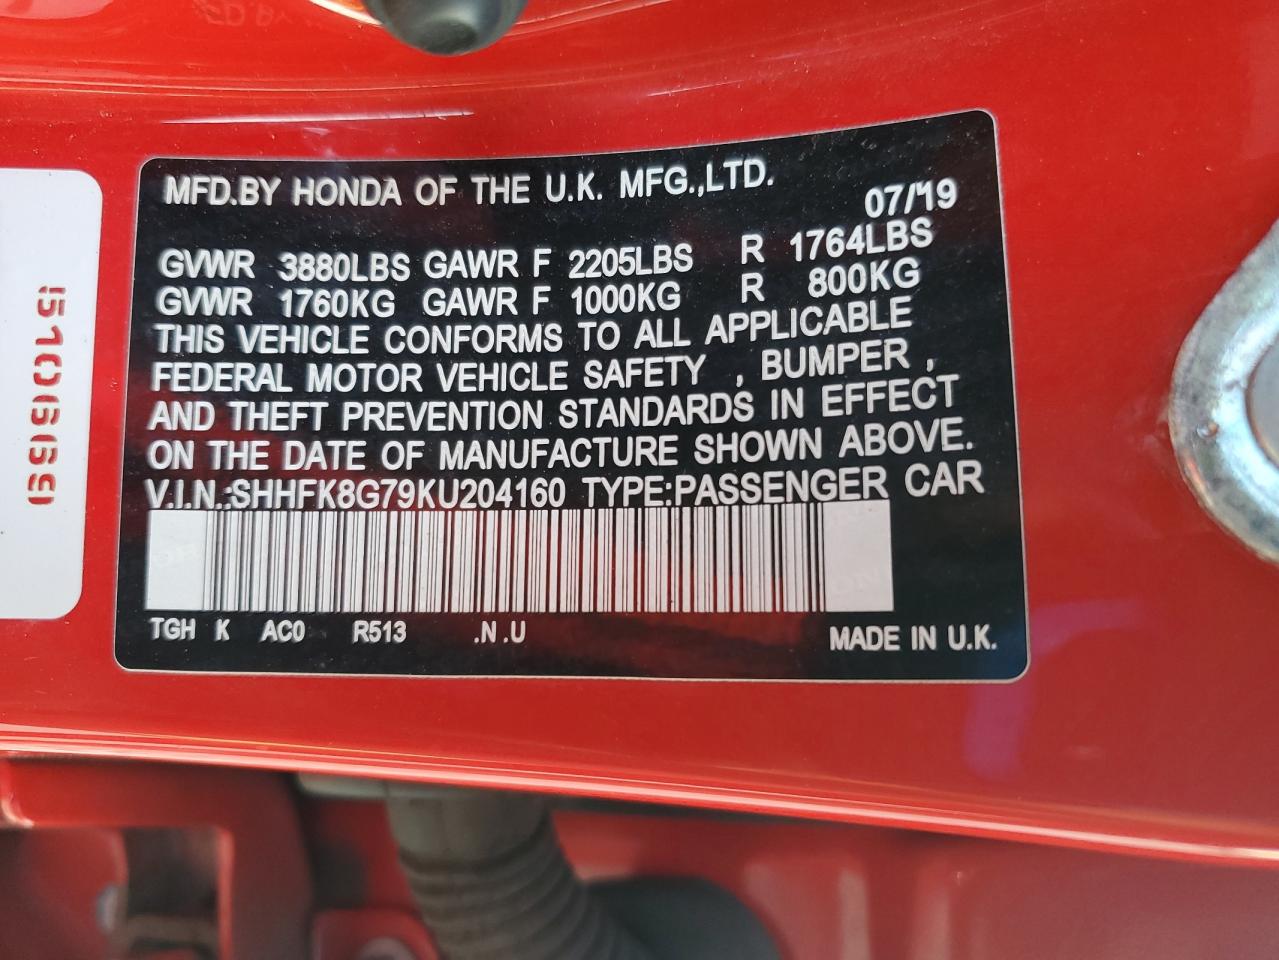 MFD.BY HONDA OF THE U.K. MFG.,LTD.
07/'19
GVWR 3880LBS GAWR F 2205LBS R 1764LBS
GVWR 1760KG GAWR F 1000KG R 800KG
THIS VEHICLE CONFORMS TO ALL APPLICABLE
FEDERAL MOTOR VEHICLE SAFETY , BUMPER ,
AND THEFT PREVENTION STANDARDS IN EFFECT
ON THE DATE OF MANUFACTURE SHOWN ABOVE.
V.I.N.:SHHFK8G79KU204160 TYPE:PASSENGER CAR
TGH K AC0 R513 .N .U
MADE IN U.K.